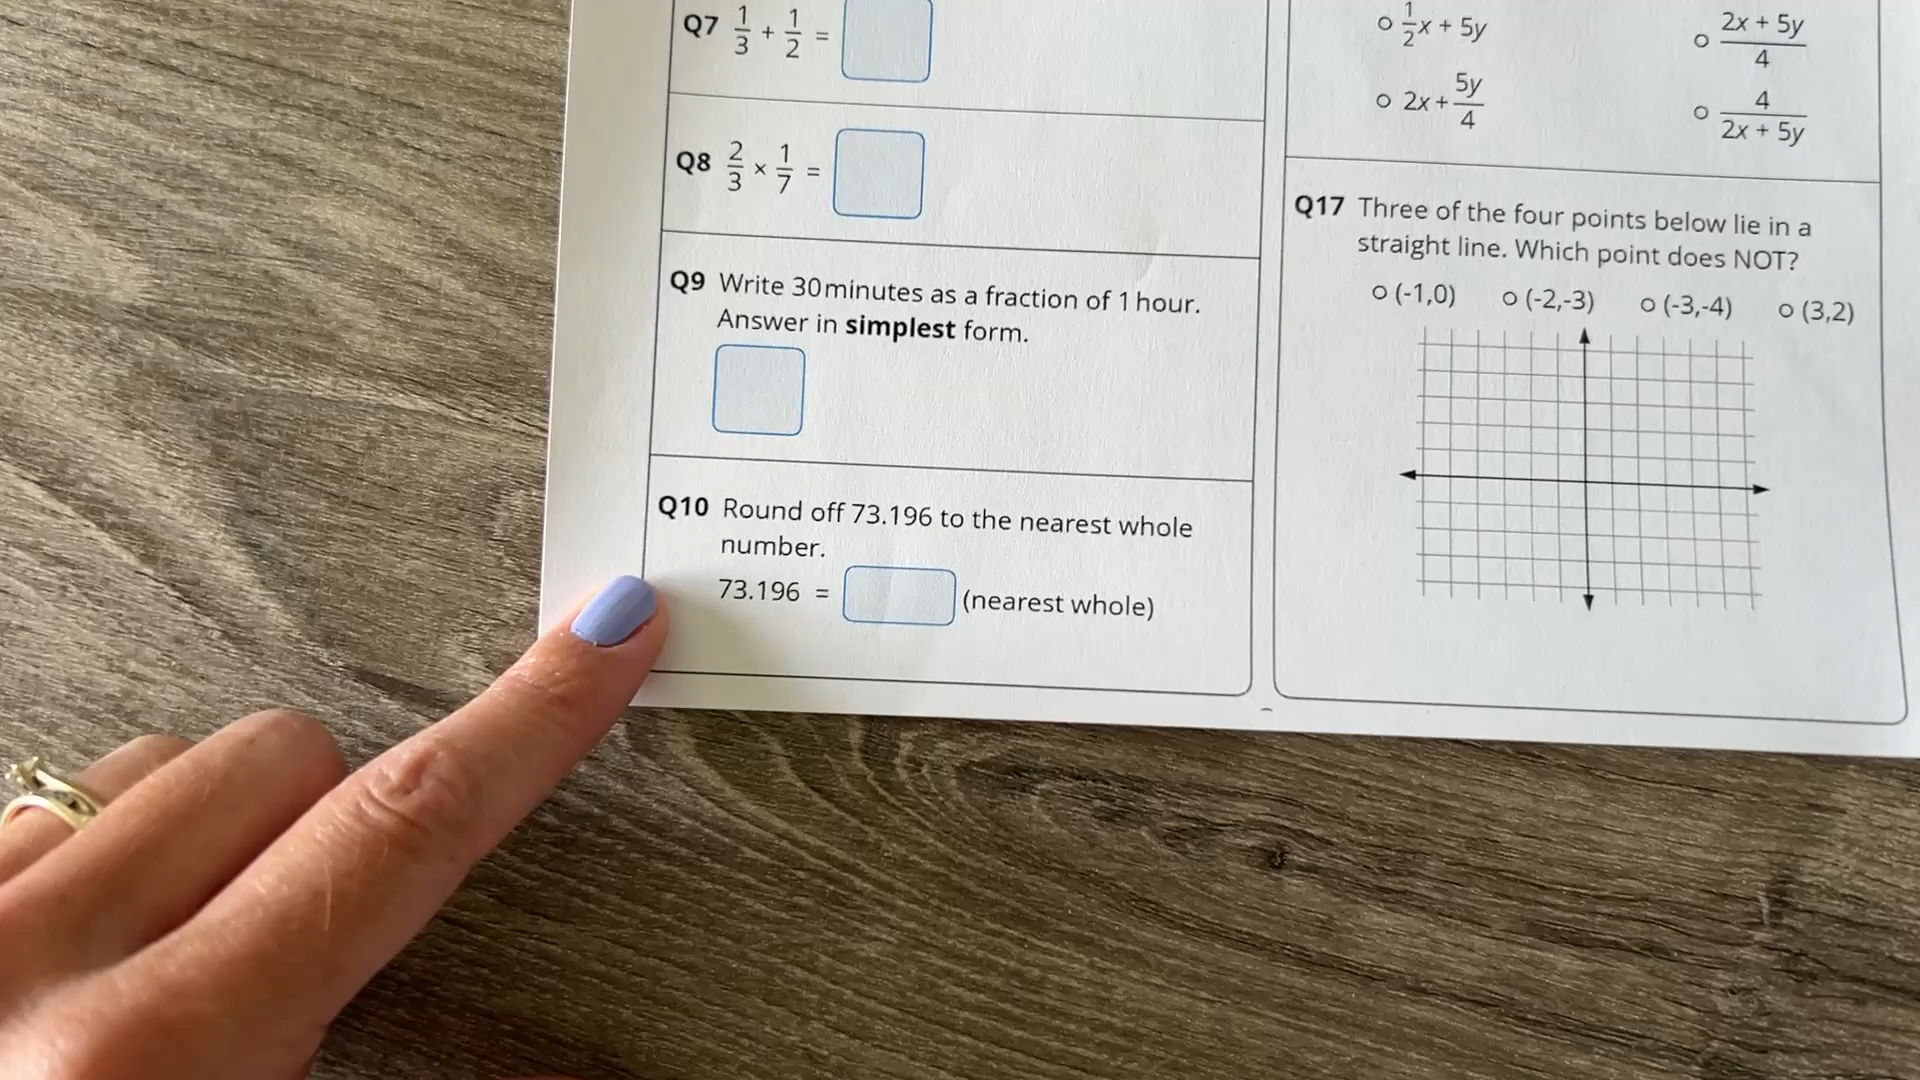 Q7 1/3 + 1/2 =
Q8 2/3 × 1/7 =
Q9 Write 30 minutes as a fraction of 1 hour.
Answer in simplest form.
Q10 Round off 73.196 to the nearest whole
number.
73.196 = (nearest whole)
1/2x + 5y
(2x + 5y)/4
2x + 5y/4
4/(2x + 5y)
Q17 Three of the four points below lie in a
straight line. Which point does NOT?
(-1,0) (-2,-3) (-3,-4) (3,2)